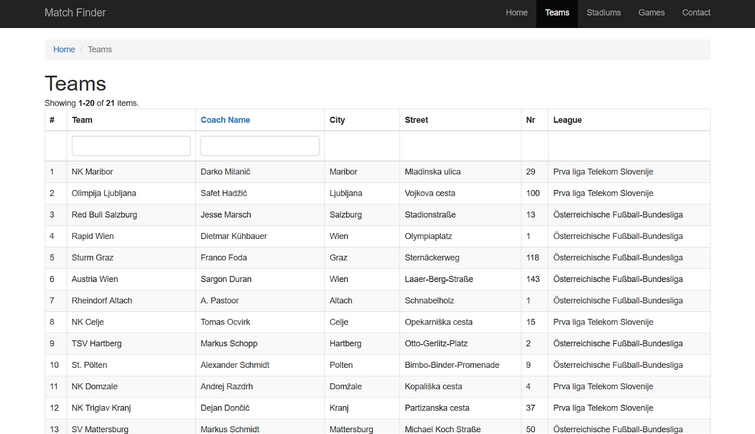 Match Finder Home Teams Stadiums Games Contact
Home / Teams
Teams
Showing 1-20 of 21 items.
# Team Coach Name City Street Nr League
1 NK Maribor Darko Milanič Maribor Mladinska ulica 29 Prva liga Telekom Slovenije
2 Olimpija Ljubljana Safet Hadžić Ljubljana Vojkova cesta 100 Prva liga Telekom Slovenije
3 Red Bull Salzburg Jesse Marsch Salzburg Stadionstraße 13 Österreichische Fußball-Bundesliga
4 Rapid Wien Dietmar Kühbauer Wien Olympiaplatz 1 Österreichische Fußball-Bundesliga
5 Sturm Graz Franco Foda Graz Sternäckerweg 118 Österreichische Fußball-Bundesliga
6 Austria Wien Sargon Duran Wien Laaer-Berg-Straße 143 Österreichische Fußball-Bundesliga
7 Rheindorf Altach A. Pastoor Altach Schnabelholz 1 Österreichische Fußball-Bundesliga
8 NK Celje Tomas Ocvirk Celje Opekarniška cesta 15 Prva liga Telekom Slovenije
9 TSV Hartberg Markus Schopp Hartberg Otto-Gerlitz-Platz 2 Österreichische Fußball-Bundesliga
10 St. Pölten Alexander Schmidt Polten Bimbo-Binder-Promenade 9 Österreichische Fußball-Bundesliga
11 NK Domzale Andrej Razdrh Domžale Kopališka cesta 4 Prva liga Telekom Slovenije
12 NK Triglav Kranj Dejan Dončić Kranj Partizanska cesta 37 Prva liga Telekom Slovenije
13 SV Mattersburg Markus Schmidt Mattersburg Michael Koch Straße 50 Österreichische Fußball-Bundesliga